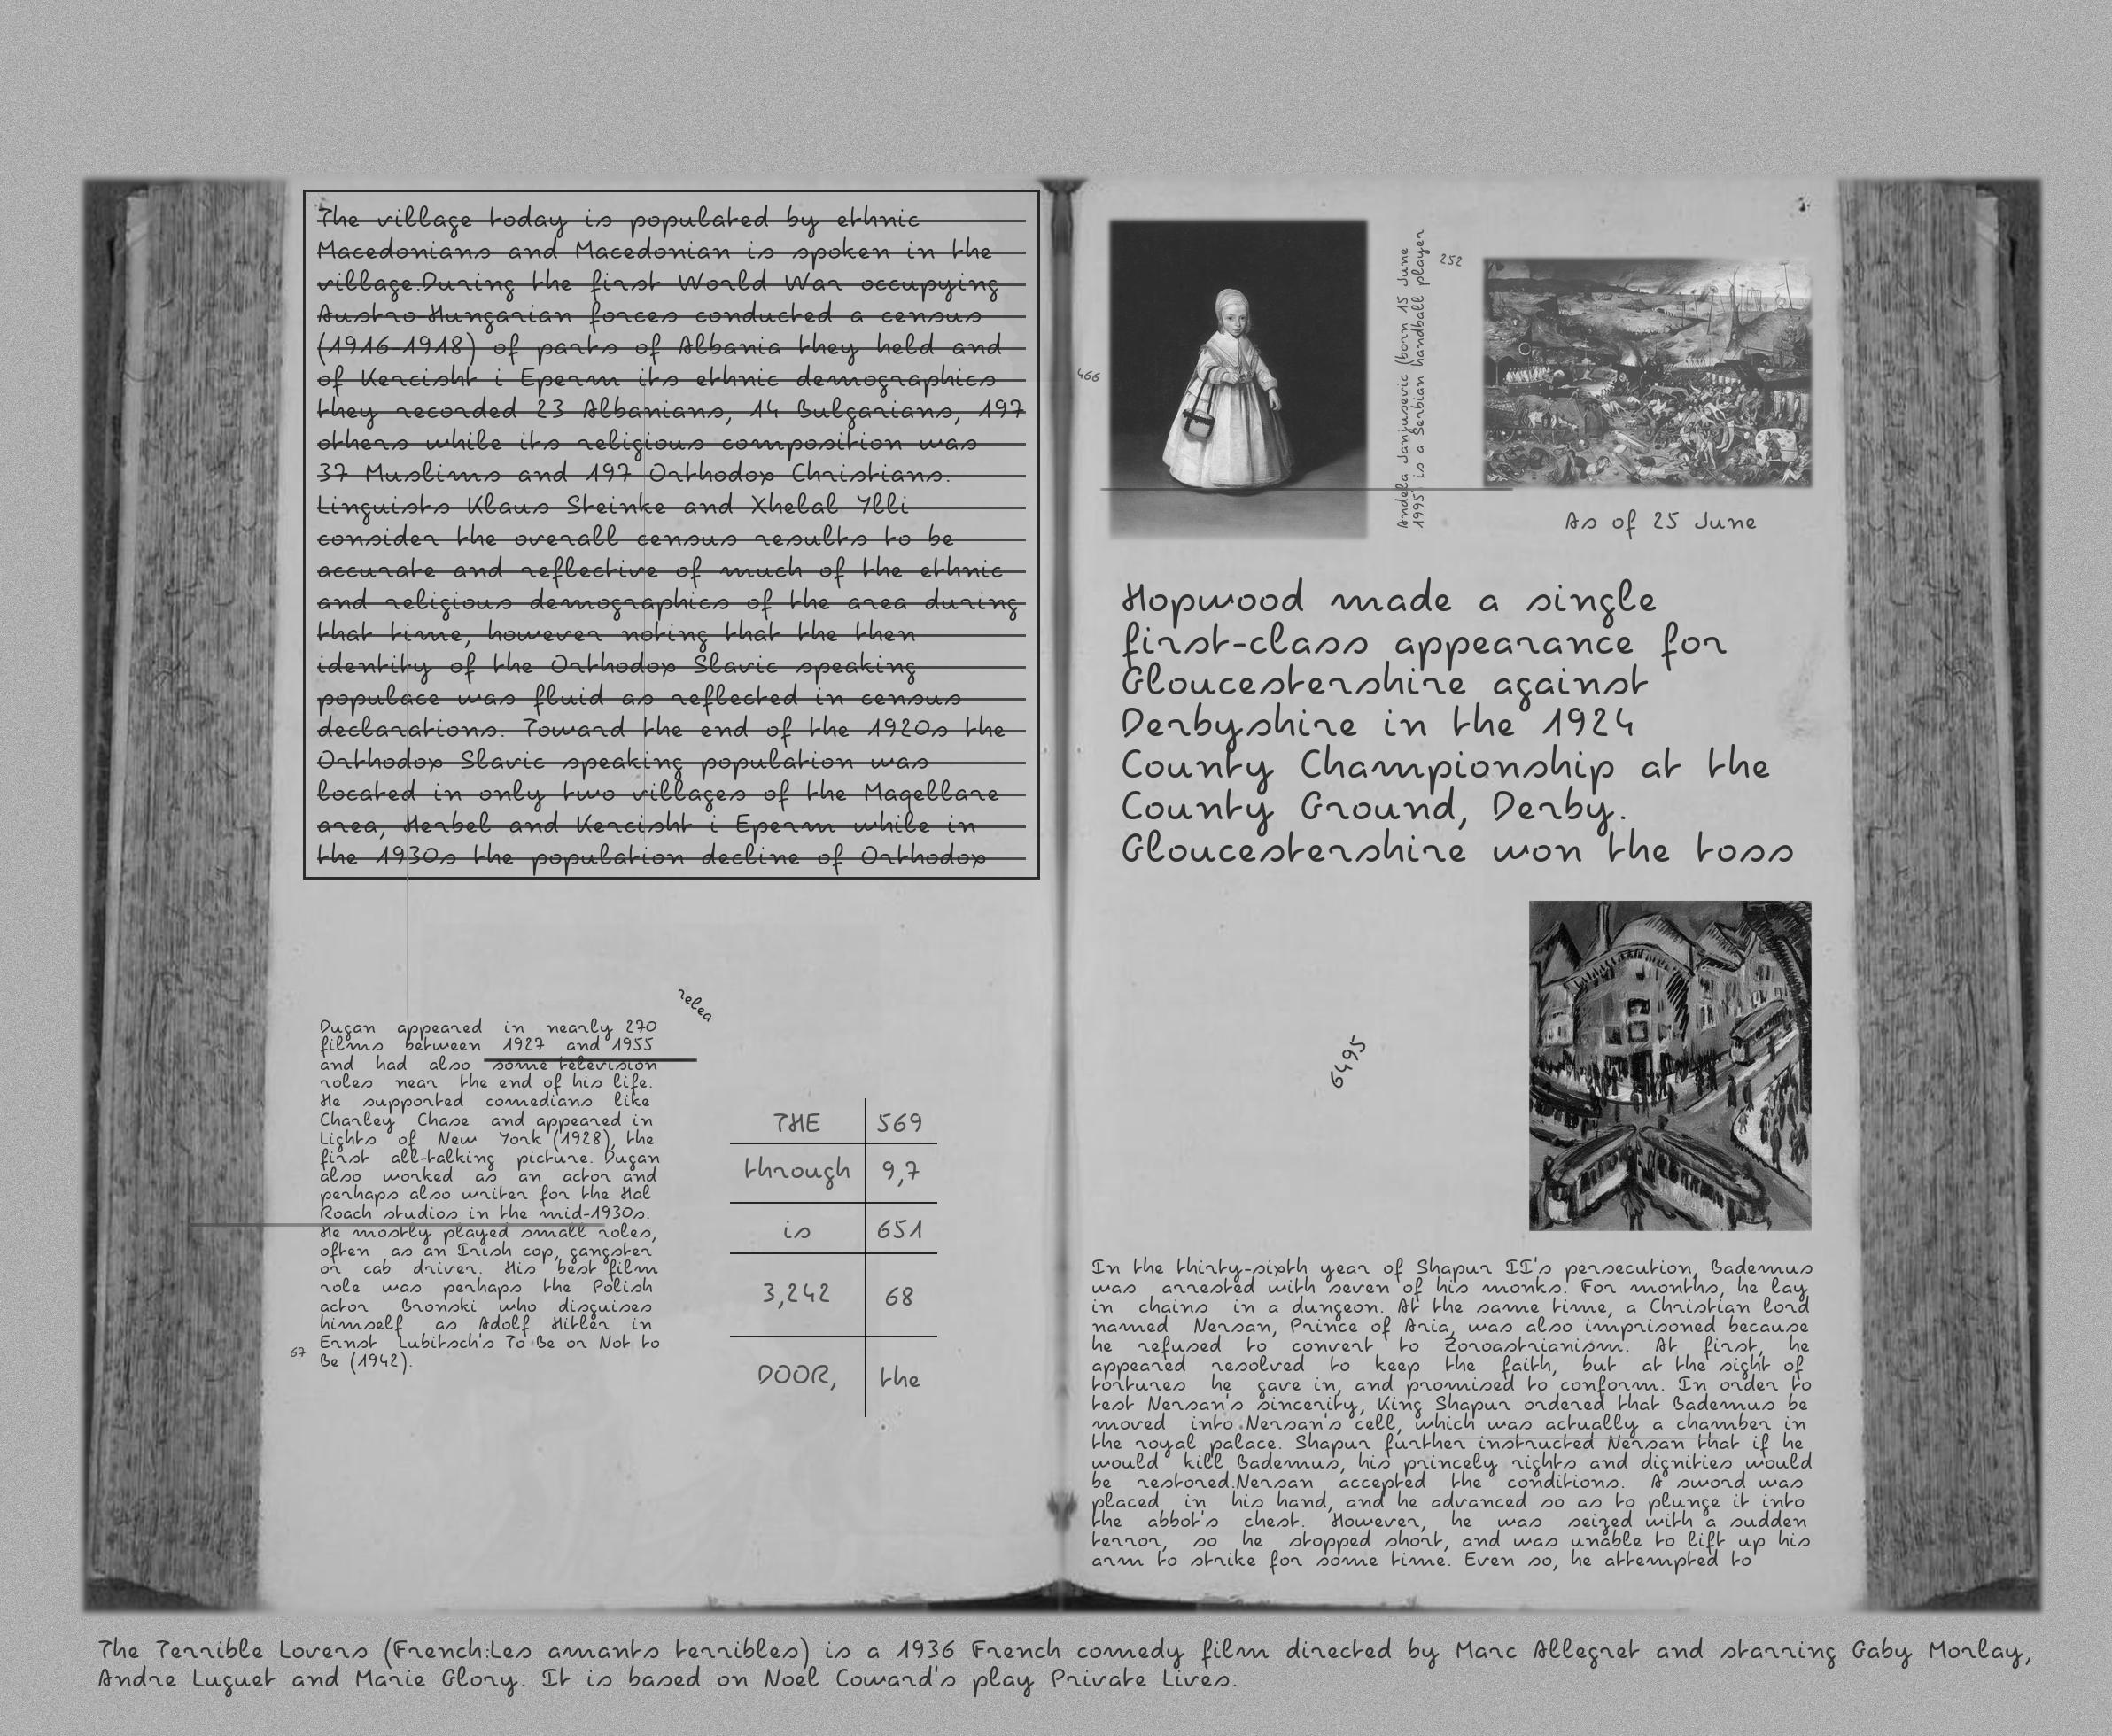 The village today is populated by ethnic
Macedonians and Macedonian is spoken in the
village.During the first World War occupying
Austro-Hungarian forces conducted a census
(1916-1918) of parts of Albania they held and
of Kercisht i Eperm its ethnic demographics
they recorded 23 Albanians, 14 Bulgarians, 197
others while its religious composition was
37 Muslims and 197 Orthodox Christians.
Linguists Klaus Steinke and Xhelal Ylli
consider the overall census results to be
accurate and reflective of much of the ethnic
and religious demographics of the area during
that time, however noting that the then
identity of the Orthodox Slavic speaking
populace was fluid as reflected in census
declarations. Toward the end of the 1920s the
Orthodox Slavic speaking population was
located in only two villages of the Maqellare
area, Herbel and Kercisht i Eperm while in
the 1930s the population decline of Orthodox
relea
Dugan appeared in nearly 270
films between 1927 and 1955
and had also some television
roles near the end of his life.
He supported comedians like
Charley Chase and appeared in
Lights of New York (1928), the
first all-talking picture. Dugan
also worked as an actor and
perhaps also writer for the Hal
Roach studios in the mid-1930s.
He mostly played small roles,
often as an Irish cop, gangster
or cab driver. His best film
role was perhaps the Polish
actor Bronski who disguises
himself as Adolf Hitler in
Ernst Lubitsch's To Be or Not to
Be (1942).
67
THE 569
through 9,7
is 651
3,242 68
DOOR, the
466
Andela Janjusevic (born 15 June
1995 is a Serbian handball player
252
As of 25 June
Hopwood made a single
first-class appearance for
Gloucestershire against
Derbyshire in the 1924
County Championship at the
County Ground, Derby.
Gloucestershire won the toss
6495
In the thirty-sixth year of Shapur II's persecution, Bademus
was arrested with seven of his monks. For months, he lay
in chains in a dungeon. At the same time, a Christian lord
named Nersan, Prince of Aria, was also imprisoned because
he refused to convert to Zoroastrianism. At first, he
appeared resolved to keep the faith, but at the sight of
tortures he gave in, and promised to conform. In order to
test Nersan's sincerity, King Shapur ordered that Bademus be
moved into Nersan's cell, which was actually a chamber in
the royal palace. Shapur further instructed Nersan that if he
would kill Bademus, his princely rights and dignities would
be restored.Nersan accepted the conditions. A sword was
placed in his hand, and he advanced so as to plunge it into
the abbot's chest. However, he was seized with a sudden
terror, so he stopped short, and was unable to lift up his
arm to strike for some time. Even so, he attempted to
The Terrible Lovers (French:Les amants terribles) is a 1936 French comedy film directed by Marc Allegret and starring Gaby Morlay,
Andre Luguet and Marie Glory. It is based on Noel Coward's play Private Lives.